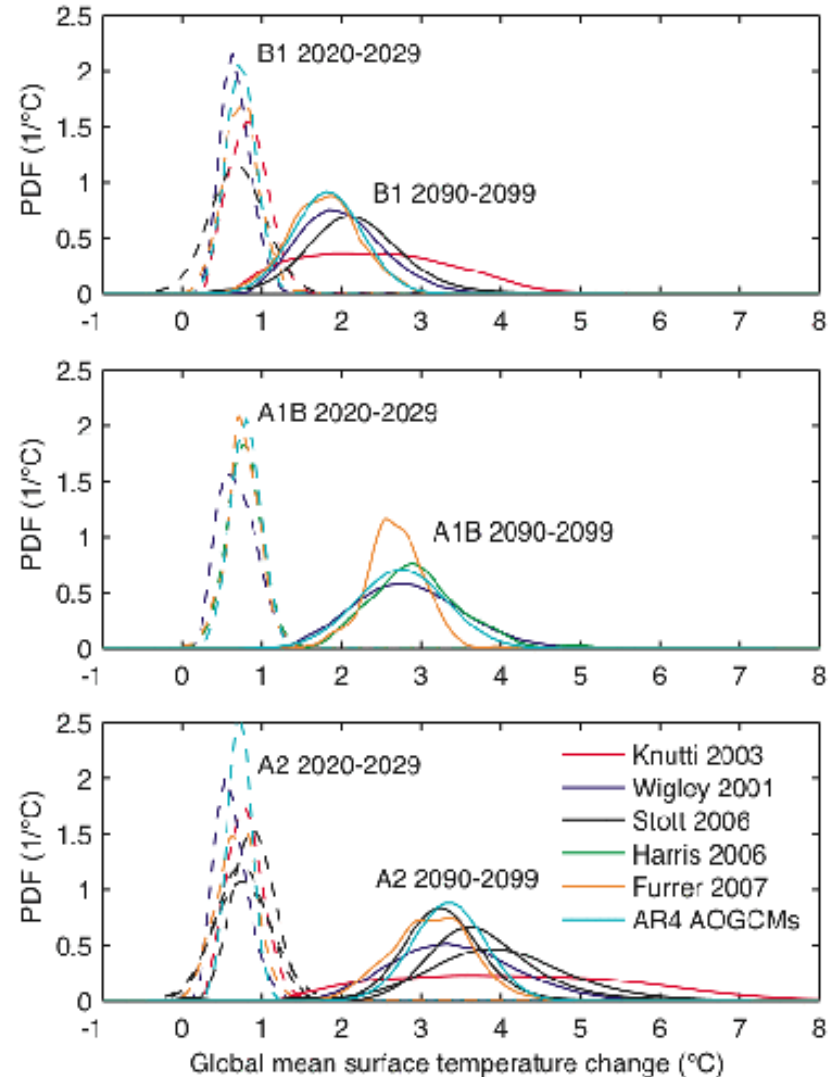 2.5
2
1.5
1
0.5
0
PDF (1/°C)
B1 2020-2029
B1 2090-2099
-1 0 1 2 3 4 5 6 7 8
2.5
2
1.5
1
0.5
0
PDF (1/°C)
A1B 2020-2029
A1B 2090-2099
-1 0 1 2 3 4 5 6 7 8
2.5
2
1.5
1
0.5
0
PDF (1/°C)
A2 2020-2029
A2 2090-2099
Knutti 2003
Wigley 2001
Stott 2006
Harris 2006
Furrer 2007
AR4 AOGCMs
-1 0 1 2 3 4 5 6 7 8
Global mean surface temperature change (°C)